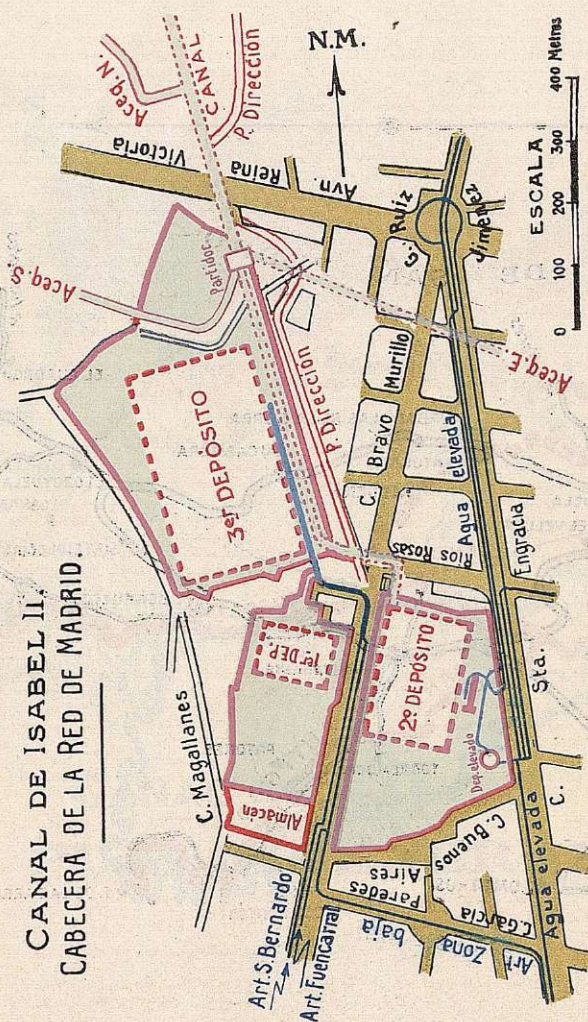 CANAL DE ISABEL II.
CABECERA DE LA RED DE MADRID
N.M.
Aceq. N.
CANAL
P. Dirección
Victoria
Reina
Avn.
Aceq. S.
Partidor
3er DEPÓSITO
P. Dirección
G. Ruiz
Jiménez
ESCALA
0 100 200 300 400 Metros
Aceq. E.
C. Bravo Murillo
Agua elevada
Rios Rosas
Engracia
Sta.
C.
C. Magallanes
1er DEP.
Almacén
2º DEPÓSITO
Dep. elevado
Art. S. Bernardo
Art. Fuencarral
C. Buenos
Aires
C. García
Paredes
Art. Zona baja
Agua elevada